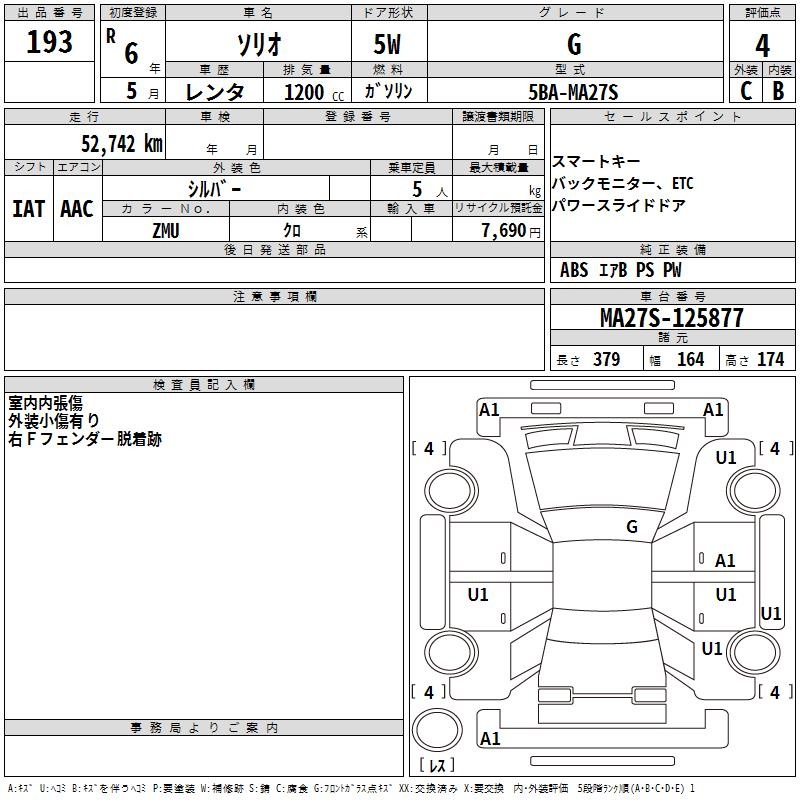 出品番号 初度登録 車名 ドア形状 グレード 評価点
193 R 6 年 ソリオ 5W G 4
車歴 排気量 燃料 型式 外装 内装
5 月 レンタ 1200 CC ｶﾞｿﾘﾝ 5BA-MA27S C B
走行 車検 登録番号 譲渡書類期限 セールスポイント
52,742 km 年 月 月 日
シフト エアコン 外装色 乗車定員 最大積載量
スマートキー
IAT AAC シルバー 5 人 kg
バックモニター、ETC
カラーNo. 内装色 輸入車 リサイクル預託金
パワースライドドア
ZMU クロ 系 7,690 円
後日発送部品 純正装備
ABS ｴｱB PS PW
注意事項欄 車台番号
MA27S-125877
諸元
長さ 379 幅 164 高さ 174
検査員記入欄
室内内張傷
外装小傷有り
右Ｆフェンダー脱着跡
A1 A1
[ 4 ] U1 [ 4 ]
G
A1
U1 U1
U1
U1
[ 4 ] [ 4 ]
事務局よりご案内
A1
[ ﾚｽ ]
A:ｷｽﾞ U:ﾍｺﾐ B:ｷｽﾞを伴うﾍｺﾐ P:要塗装 W:補修跡 S:錆 C:腐食 G:ﾌﾛﾝﾄｶﾞﾗｽ点ｷｽﾞ XX:交換済み X:要交換 内・外装評価 5段階ﾗﾝｸ順(A･B･C･D･E) 1